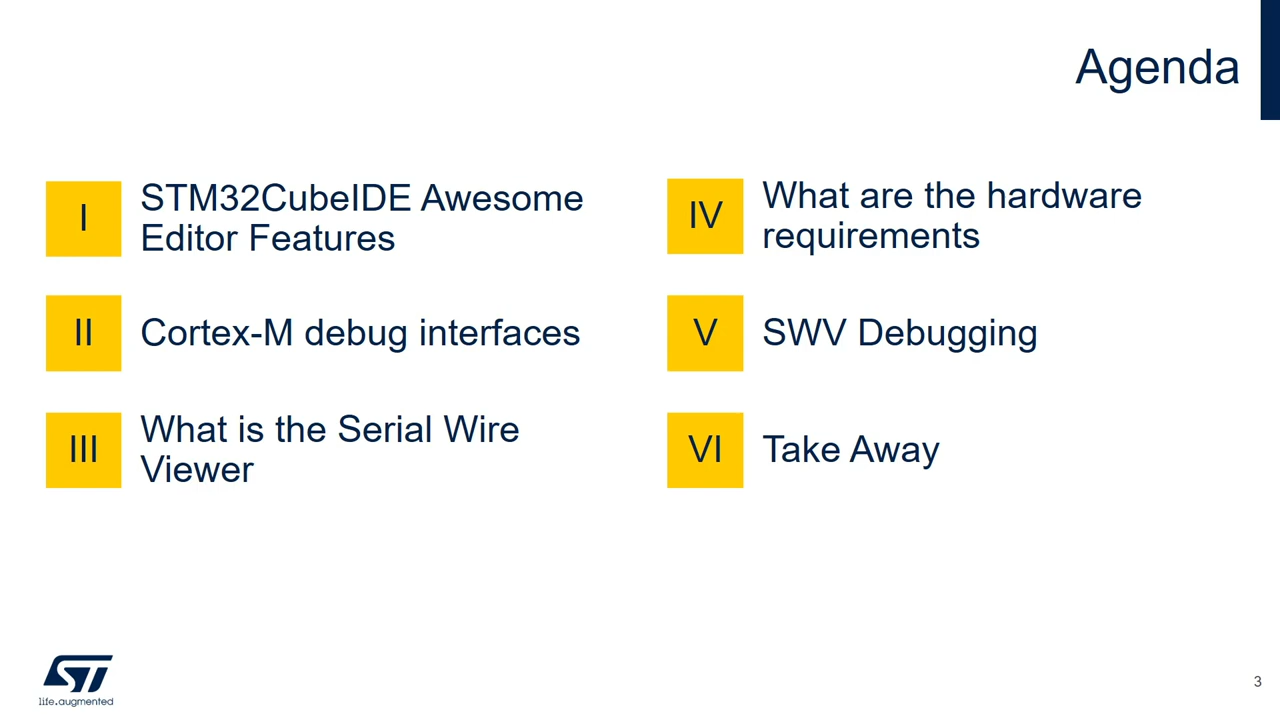 Agenda
I
STM32CubeIDE Awesome
Editor Features
II
Cortex-M debug interfaces
III
What is the Serial Wire
Viewer
IV
What are the hardware
requirements
V
SWV Debugging
VI
Take Away
ST
life.augmented
3